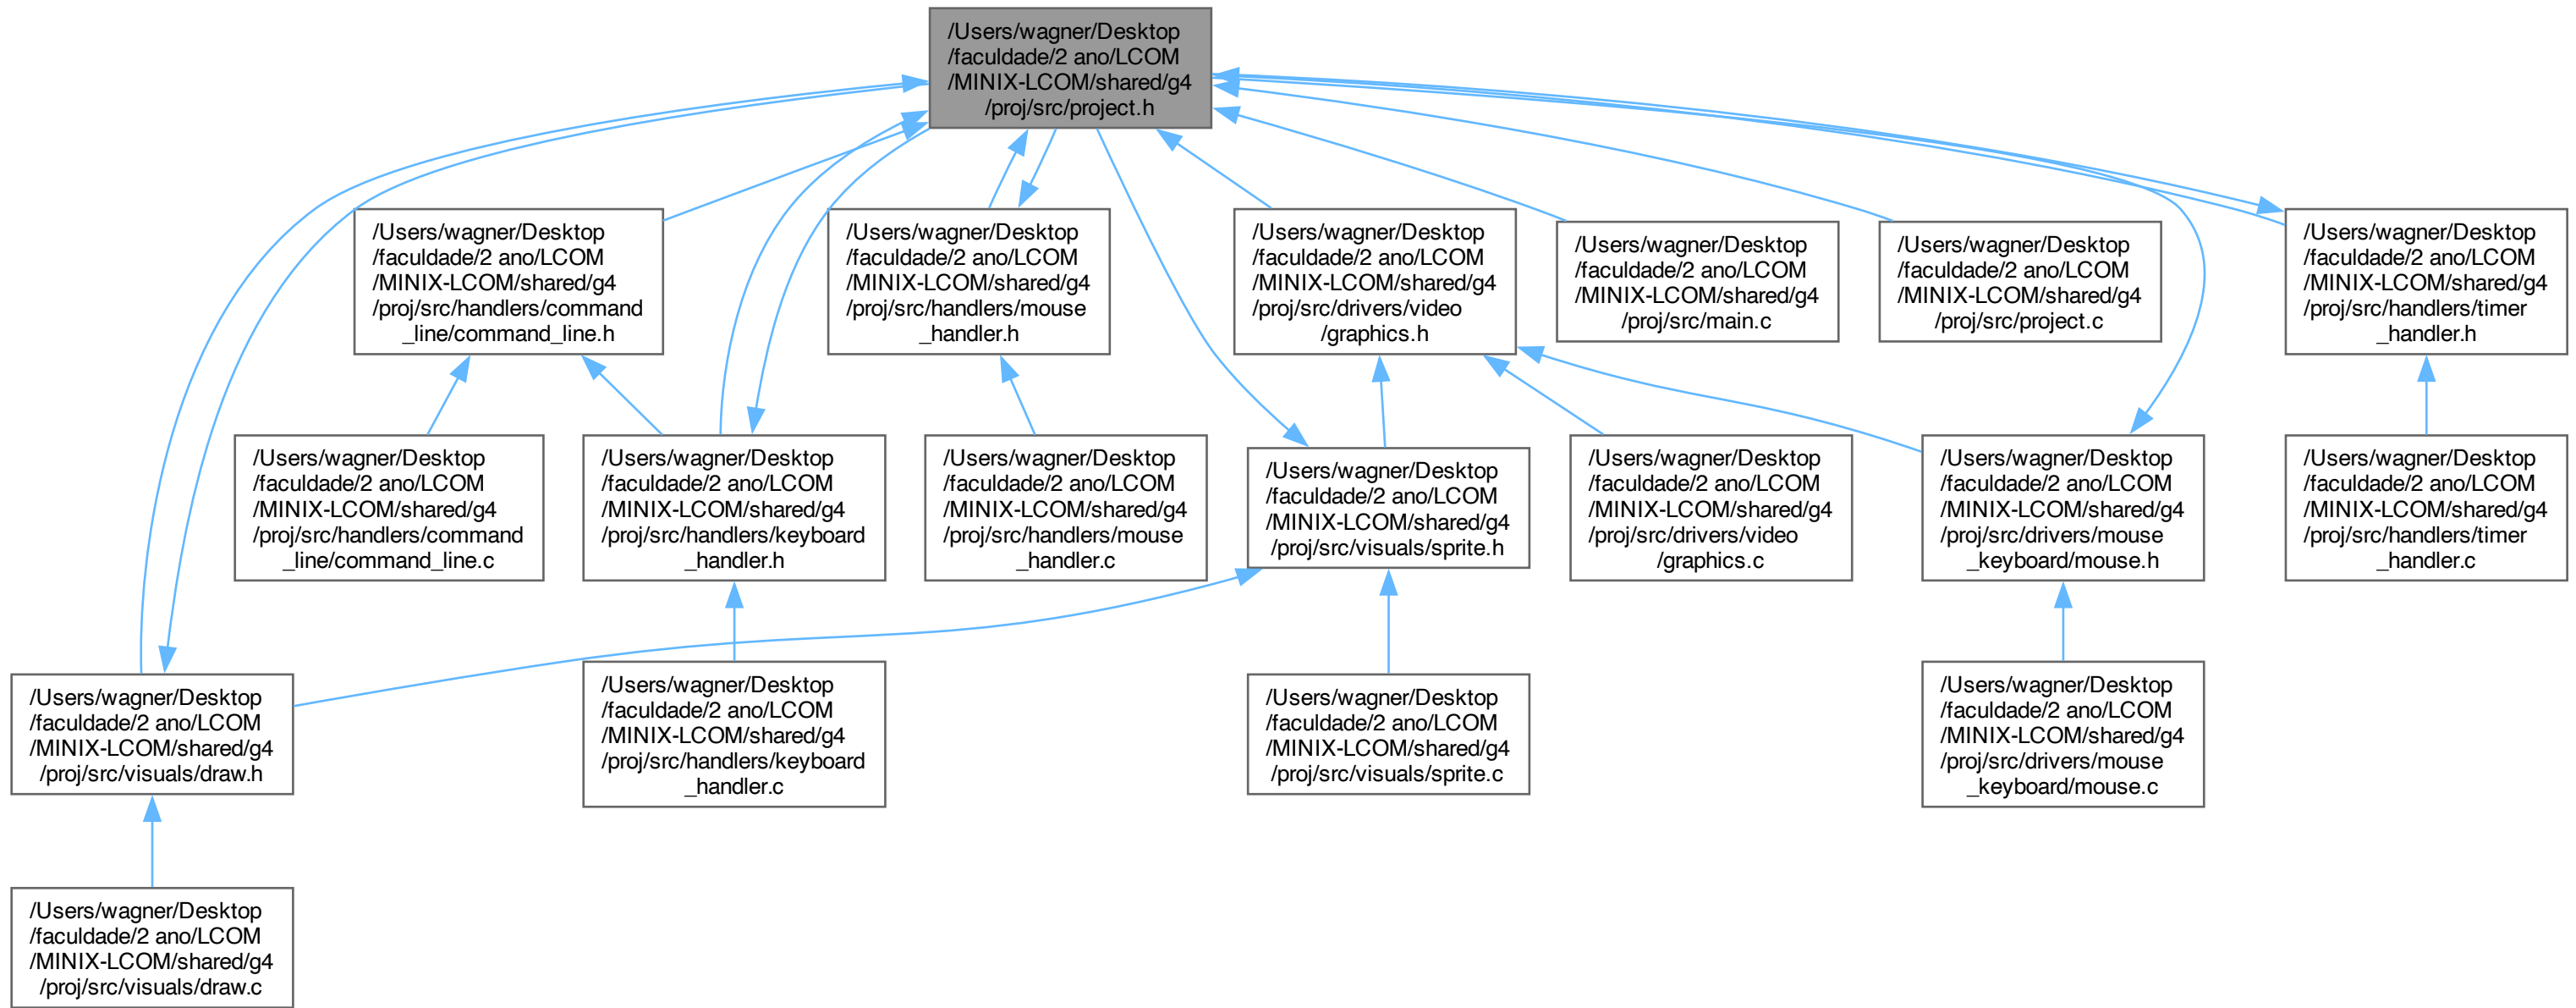 /Users/wagner/Desktop
/faculdade/2 ano/LCOM
/MINIX-LCOM/shared/g4
/proj/src/project.h
/Users/wagner/Desktop
/faculdade/2 ano/LCOM
/MINIX-LCOM/shared/g4
/proj/src/handlers/command
_line/command_line.h
/Users/wagner/Desktop
/faculdade/2 ano/LCOM
/MINIX-LCOM/shared/g4
/proj/src/handlers/mouse
_handler.h
/Users/wagner/Desktop
/faculdade/2 ano/LCOM
/MINIX-LCOM/shared/g4
/proj/src/drivers/video
/graphics.h
/Users/wagner/Desktop
/faculdade/2 ano/LCOM
/MINIX-LCOM/shared/g4
/proj/src/main.c
/Users/wagner/Desktop
/faculdade/2 ano/LCOM
/MINIX-LCOM/shared/g4
/proj/src/project.c
/Users/wagner/Desktop
/faculdade/2 ano/LCOM
/MINIX-LCOM/shared/g4
/proj/src/handlers/timer
_handler.h
/Users/wagner/Desktop
/faculdade/2 ano/LCOM
/MINIX-LCOM/shared/g4
/proj/src/handlers/command
_line/command_line.c
/Users/wagner/Desktop
/faculdade/2 ano/LCOM
/MINIX-LCOM/shared/g4
/proj/src/handlers/keyboard
_handler.h
/Users/wagner/Desktop
/faculdade/2 ano/LCOM
/MINIX-LCOM/shared/g4
/proj/src/handlers/mouse
_handler.c
/Users/wagner/Desktop
/faculdade/2 ano/LCOM
/MINIX-LCOM/shared/g4
/proj/src/visuals/sprite.h
/Users/wagner/Desktop
/faculdade/2 ano/LCOM
/MINIX-LCOM/shared/g4
/proj/src/drivers/video
/graphics.c
/Users/wagner/Desktop
/faculdade/2 ano/LCOM
/MINIX-LCOM/shared/g4
/proj/src/drivers/mouse
_keyboard/mouse.h
/Users/wagner/Desktop
/faculdade/2 ano/LCOM
/MINIX-LCOM/shared/g4
/proj/src/handlers/timer
_handler.c
/Users/wagner/Desktop
/faculdade/2 ano/LCOM
/MINIX-LCOM/shared/g4
/proj/src/visuals/draw.h
/Users/wagner/Desktop
/faculdade/2 ano/LCOM
/MINIX-LCOM/shared/g4
/proj/src/handlers/keyboard
_handler.c
/Users/wagner/Desktop
/faculdade/2 ano/LCOM
/MINIX-LCOM/shared/g4
/proj/src/visuals/sprite.c
/Users/wagner/Desktop
/faculdade/2 ano/LCOM
/MINIX-LCOM/shared/g4
/proj/src/drivers/mouse
_keyboard/mouse.c
/Users/wagner/Desktop
/faculdade/2 ano/LCOM
/MINIX-LCOM/shared/g4
/proj/src/visuals/draw.c